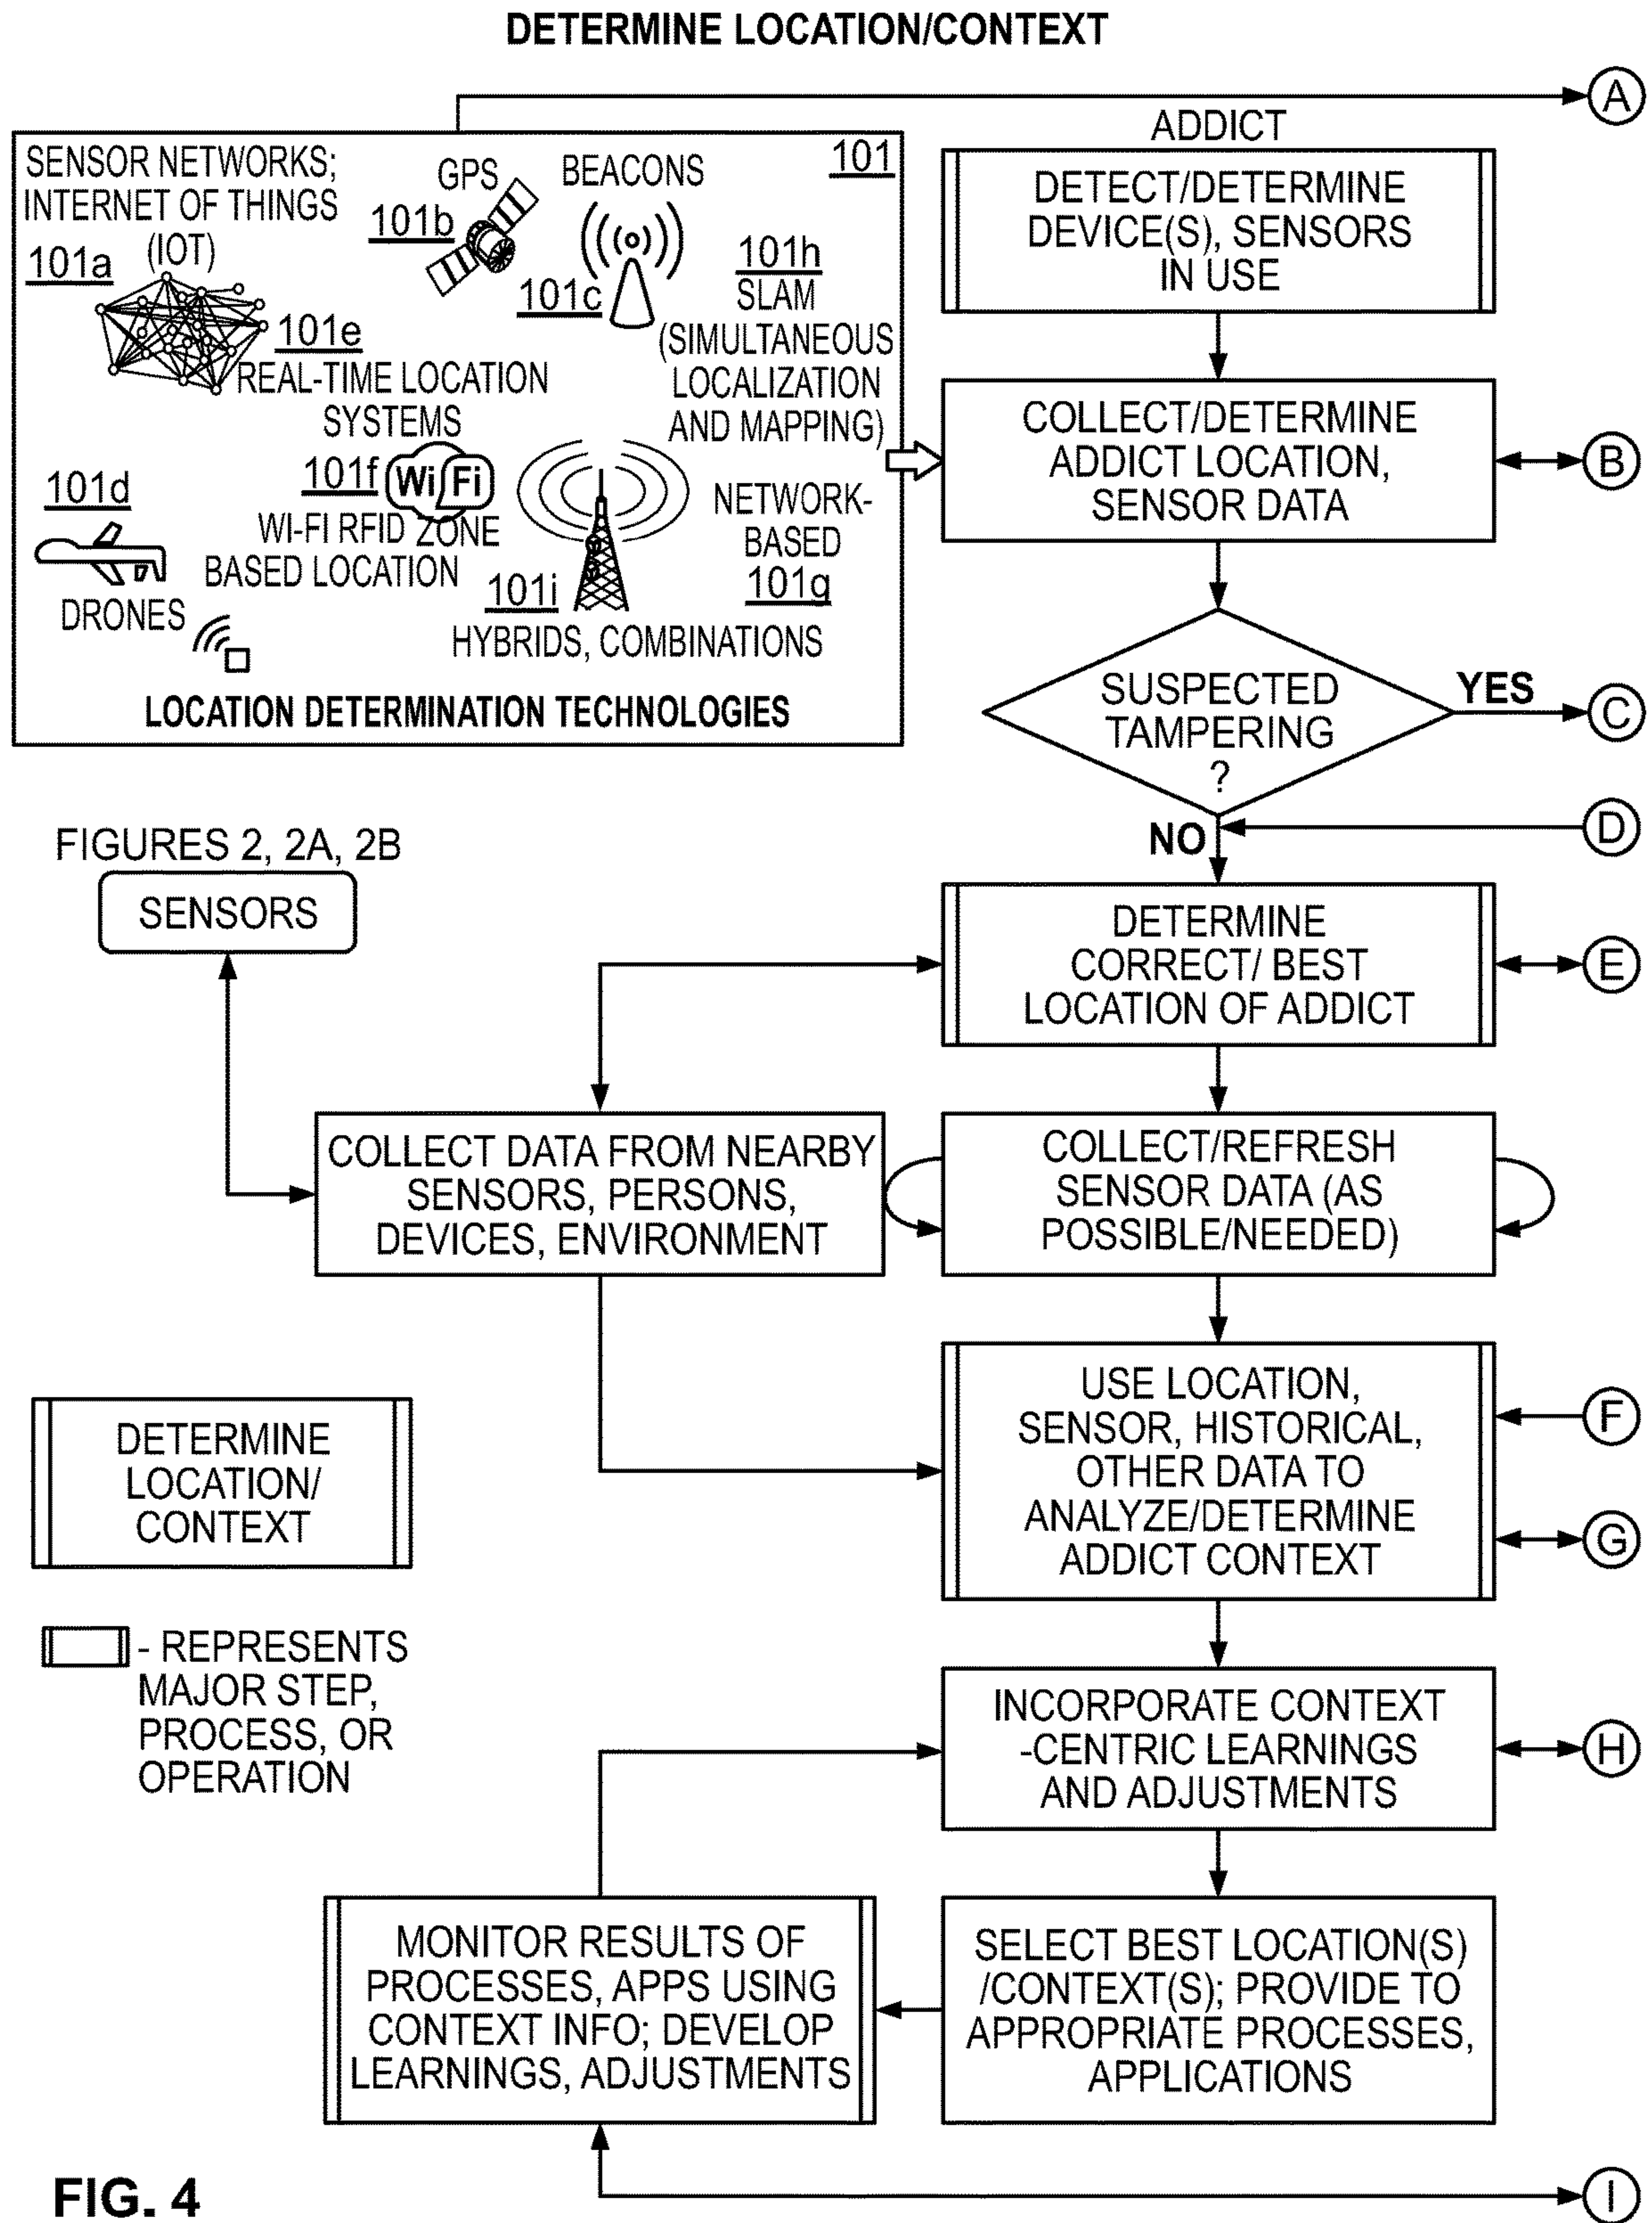 DETERMINE LOCATION/CONTEXT
A
101
SENSOR NETWORKS;
INTERNET OF THINGS
(IOT)
101a
GPS
101b
BEACONS
101c
101h
SLAM
(SIMULTANEOUS
LOCALIZATION
AND MAPPING)
101e
REAL-TIME LOCATION
SYSTEMS
101f
Wi Fi
WI-FI RFID ZONE
BASED LOCATION
101d
DRONES
NETWORK-
BASED
101g
101i
HYBRIDS, COMBINATIONS
LOCATION DETERMINATION TECHNOLOGIES
ADDICT
DETECT/DETERMINE
DEVICE(S), SENSORS
IN USE
COLLECT/DETERMINE
ADDICT LOCATION,
SENSOR DATA
B
SUSPECTED
TAMPERING
?
YES
C
NO
D
FIGURES 2, 2A, 2B
SENSORS
DETERMINE
CORRECT/ BEST
LOCATION OF ADDICT
E
COLLECT DATA FROM NEARBY
SENSORS, PERSONS,
DEVICES, ENVIRONMENT
COLLECT/REFRESH
SENSOR DATA (AS
POSSIBLE/NEEDED)
USE LOCATION,
SENSOR, HISTORICAL,
OTHER DATA TO
ANALYZE/DETERMINE
ADDICT CONTEXT
F
G
DETERMINE
LOCATION/
CONTEXT
- REPRESENTS
MAJOR STEP,
PROCESS, OR
OPERATION
INCORPORATE CONTEXT
-CENTRIC LEARNINGS
AND ADJUSTMENTS
H
MONITOR RESULTS OF
PROCESSES, APPS USING
CONTEXT INFO; DEVELOP
LEARNINGS, ADJUSTMENTS
SELECT BEST LOCATION(S)
/CONTEXT(S); PROVIDE TO
APPROPRIATE PROCESSES,
APPLICATIONS
I
FIG. 4